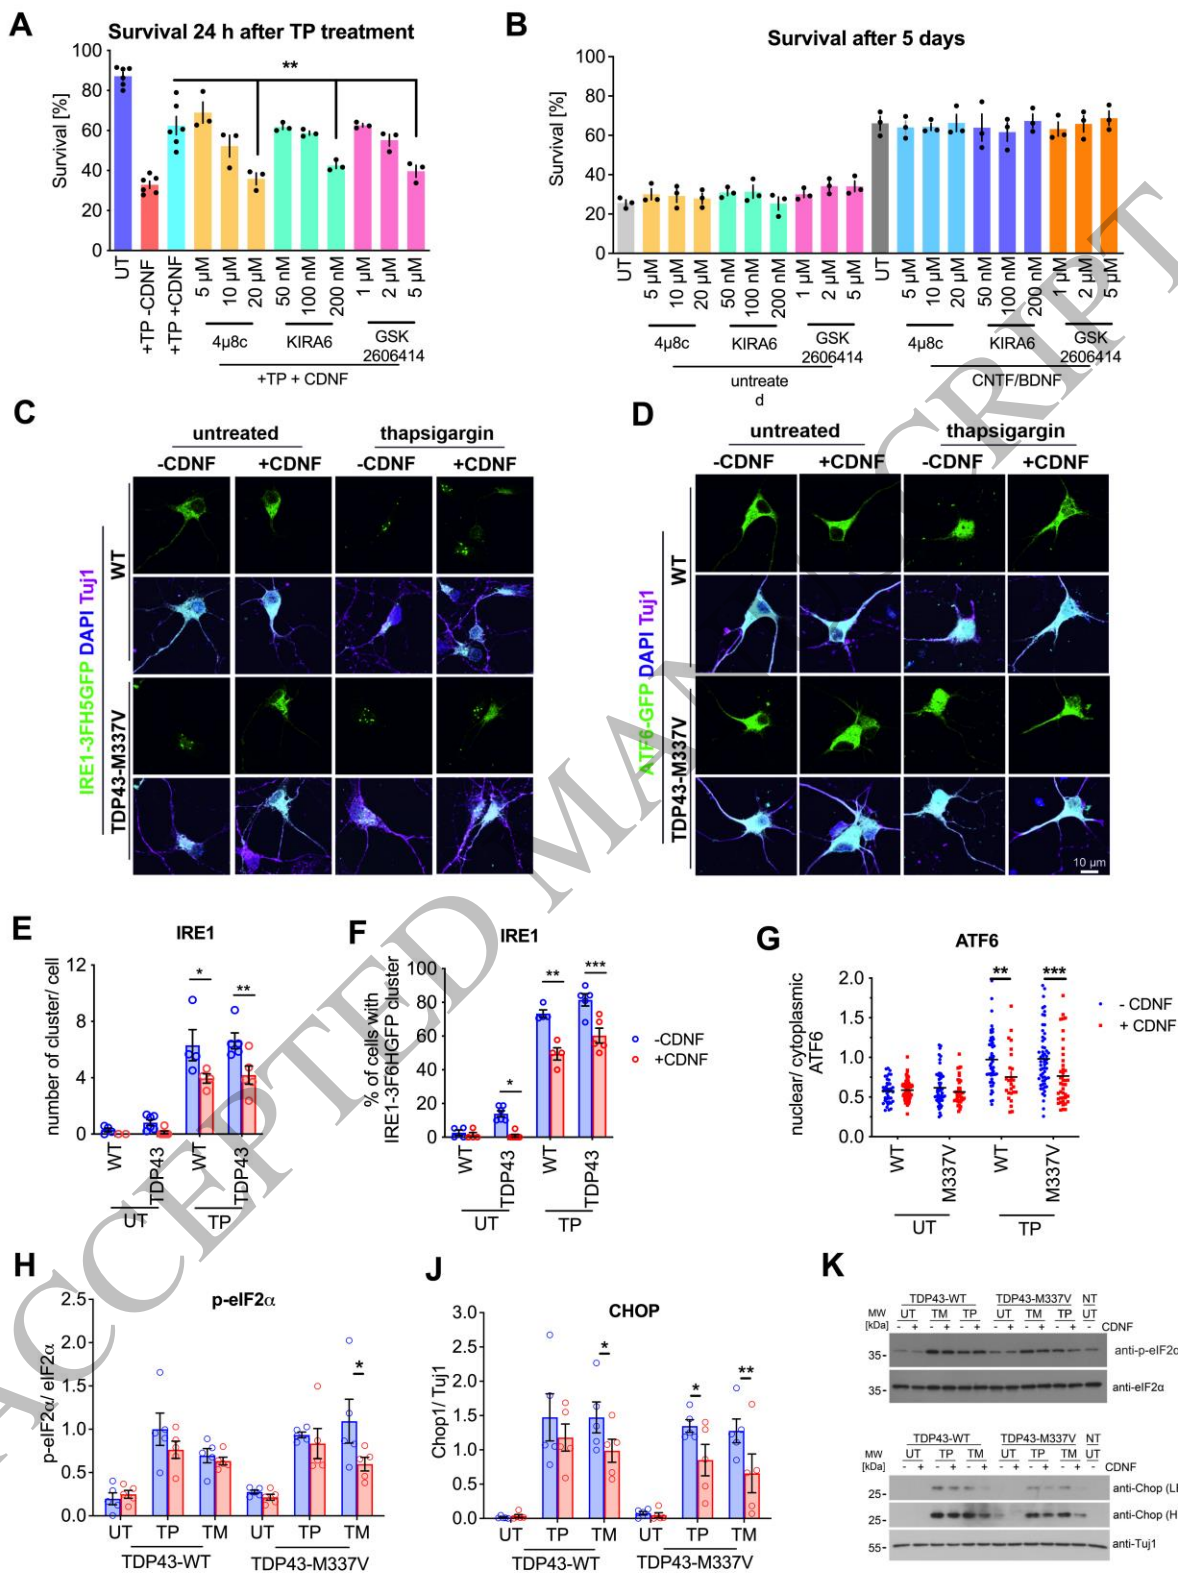 A
Survival 24 h after TP treatment
Survival [%]
100
80
60
40
20
0
**
UT
+TP -CDNF
+TP +CDNF
5 µM
10 µM
20 µM
50 nM
100 nM
200 nM
1 µM
2 µM
5 µM
4µ8c
KIRA6
GSK
2606414
+TP + CDNF
B
Survival after 5 days
Survival [%]
100
80
60
40
20
0
UT
5 µM
10 µM
20 µM
50 nM
100 nM
200 nM
1 µM
2 µM
5 µM
UT
5 µM
10 µM
20 µM
50 nM
100 nM
200 nM
1 µM
2 µM
5 µM
4µ8c
KIRA6
GSK
2606414
4µ8c
KIRA6
GSK
2606414
untreate
d
CNTF/BDNF
C
untreated
thapsigargin
-CDNF
+CDNF
-CDNF
+CDNF
IRE1-3FH5GFP DAPI Tuj1
WT
TDP43-M337V
D
untreated
thapsigargin
-CDNF
+CDNF
-CDNF
+CDNF
ATF6-GFP DAPI Tuj1
WT
TDP43-M337V
10 µm
E
IRE1
number of cluster/ cell
12
8
4
0
*
**
WT
TDP43
WT
TDP43
UT
TP
F
IRE1
% of cells with
IRE1-3F6HGFP cluster
100
80
60
40
20
0
*
**
***
WT
TDP43
WT
TDP43
UT
TP
-CDNF
+CDNF
G
ATF6
nuclear/ cytoplasmic
ATF6
2.0
1.5
1.0
0.5
0.0
**
***
WT
M337V
WT
M337V
UT
TP
- CDNF
+ CDNF
H
p-eIF2α
p-eIF2α/ eIF2α
2.5
2.0
1.5
1.0
0.5
0.0
*
UT
TP
TM
UT
TP
TM
TDP43-WT
TDP43-M337V
J
CHOP
Chop1/ Tuj1
3.0
2.5
2.0
1.5
1.0
0.5
0.0
*
*
**
UT
TP
TM
UT
TP
TM
TDP43-WT
TDP43-M337V
K
TDP43-WT TDP43-M337V NT
MW UT TM TP UT TM TP UT
[kDa] - + - + - + - + - + - + - CDNF
35- anti-p-eIF2α
35- anti-eIF2α
TDP43-WT TDP43-M337V NT
MW UT TP TM UT TP TM UT
[kDa] - + - + - + - + - + - + - CDNF
25- anti-Chop (L
25- anti-Chop (H
55- anti-Tuj1
ACCEPTED MANUSCRIPT